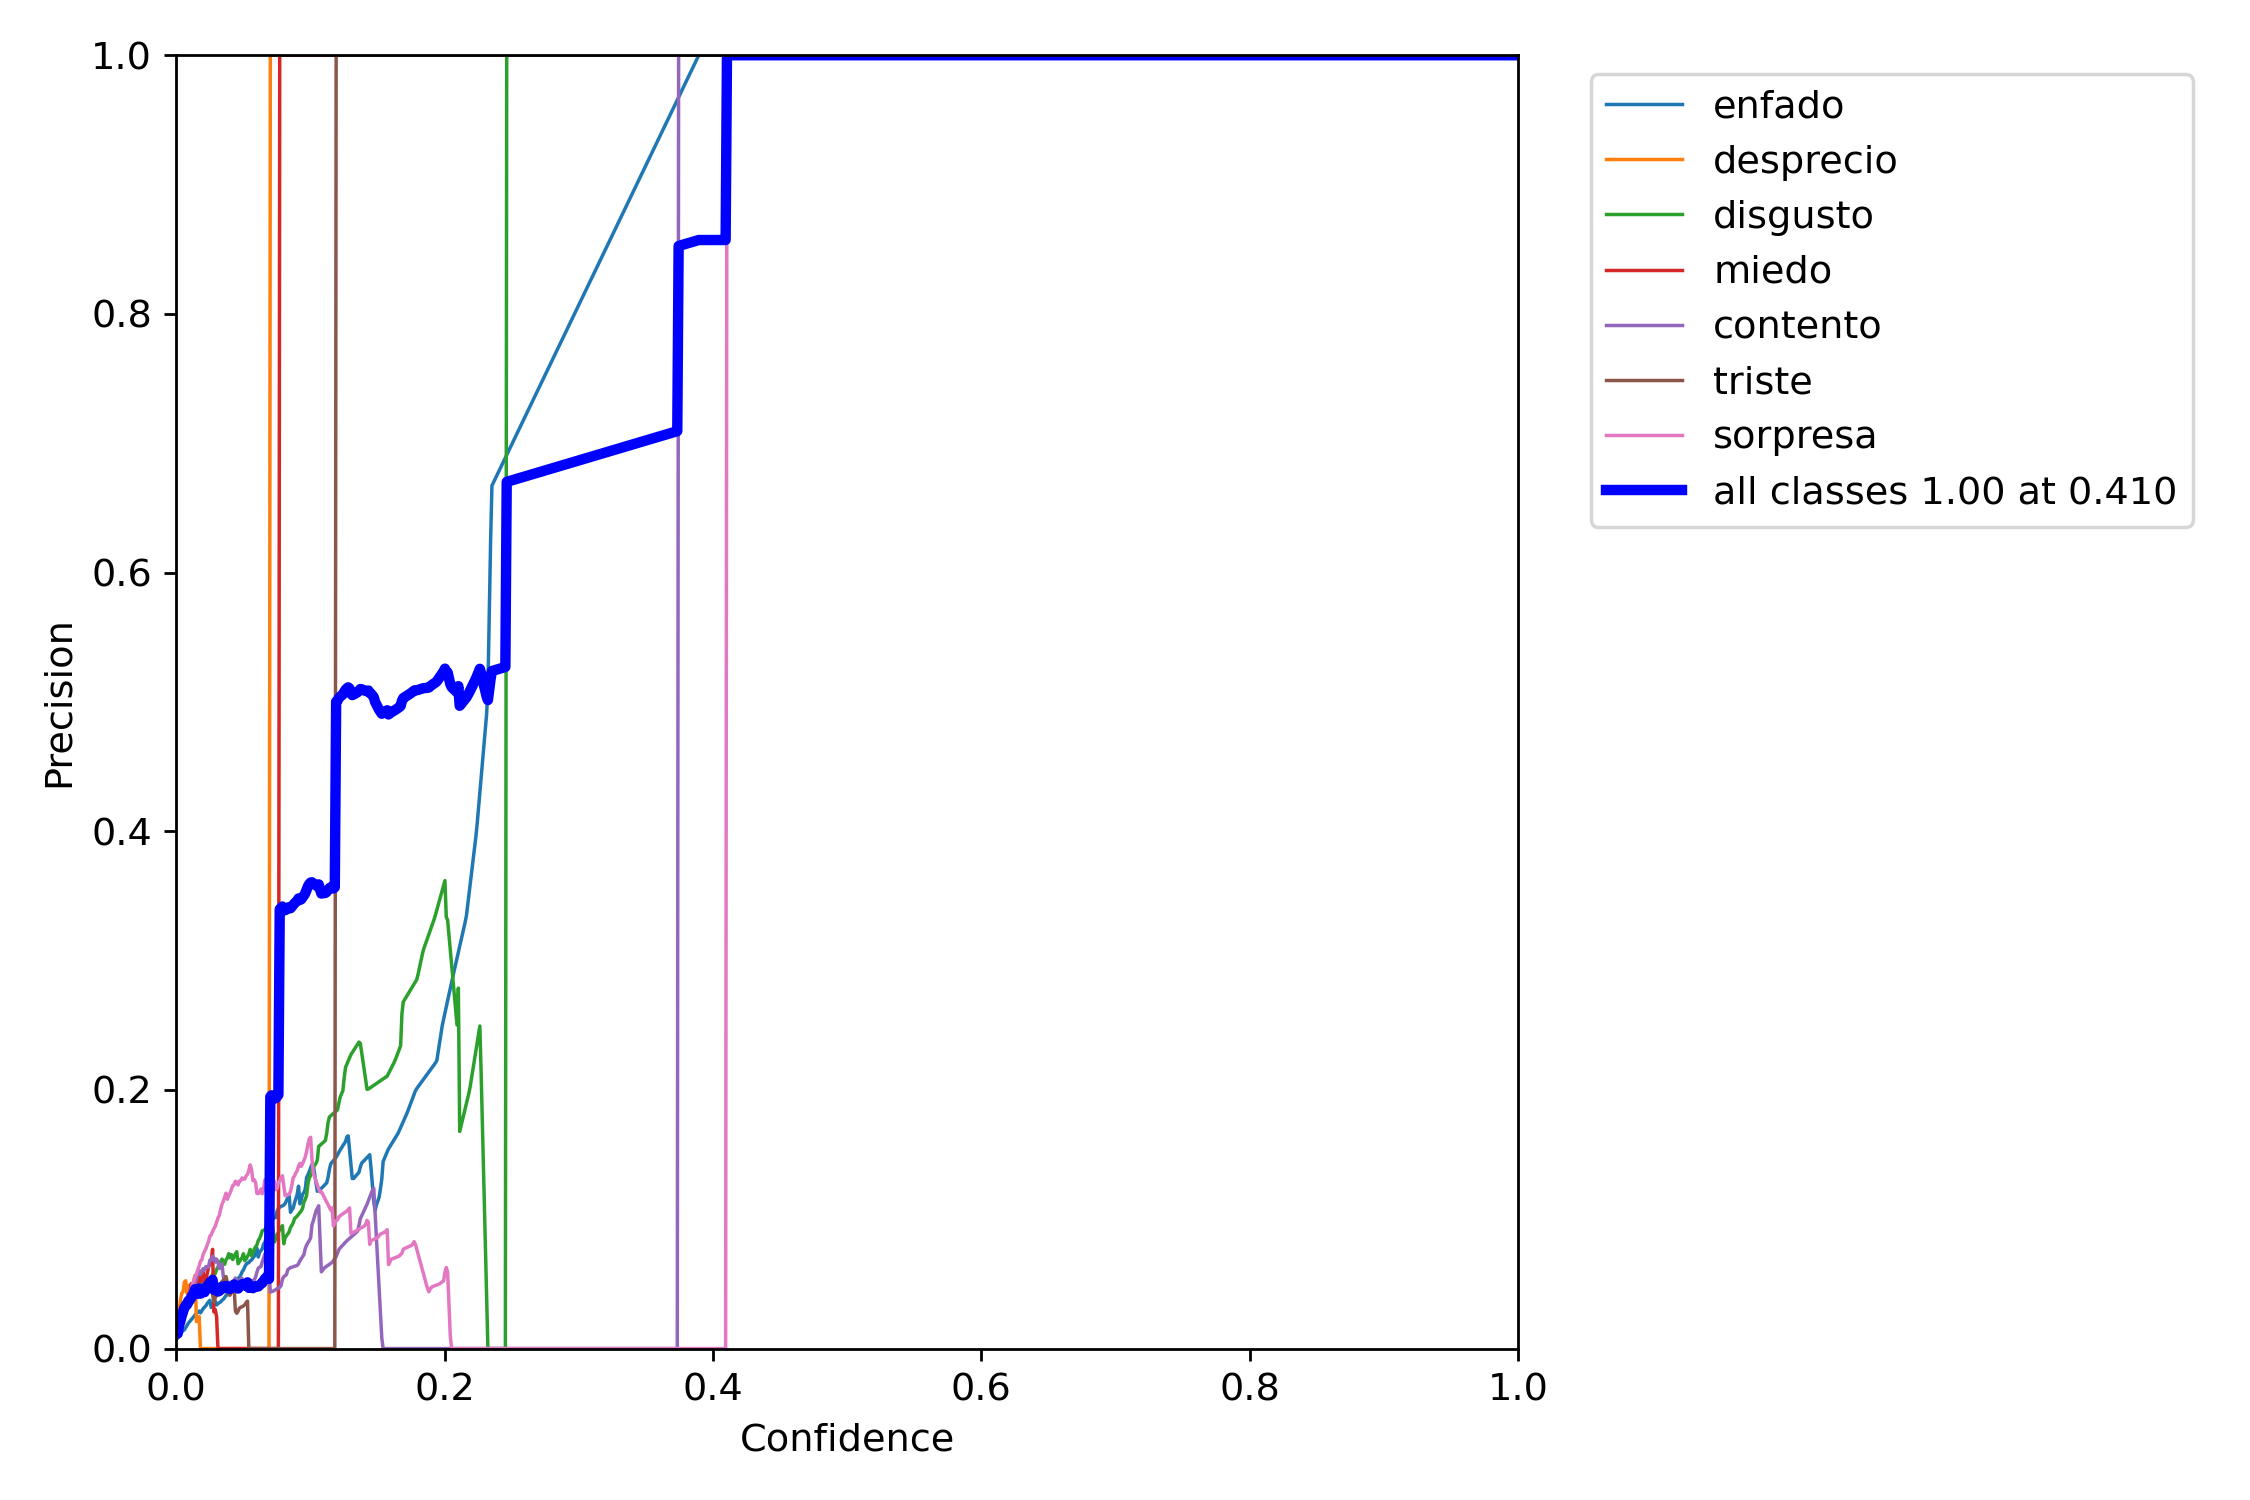 1.0
0.8
0.6
0.4
0.2
0.0
Precision
0.0 0.2 0.4 0.6 0.8 1.0
Confidence
enfado
desprecio
disgusto
miedo
contento
triste
sorpresa
all classes 1.00 at 0.410